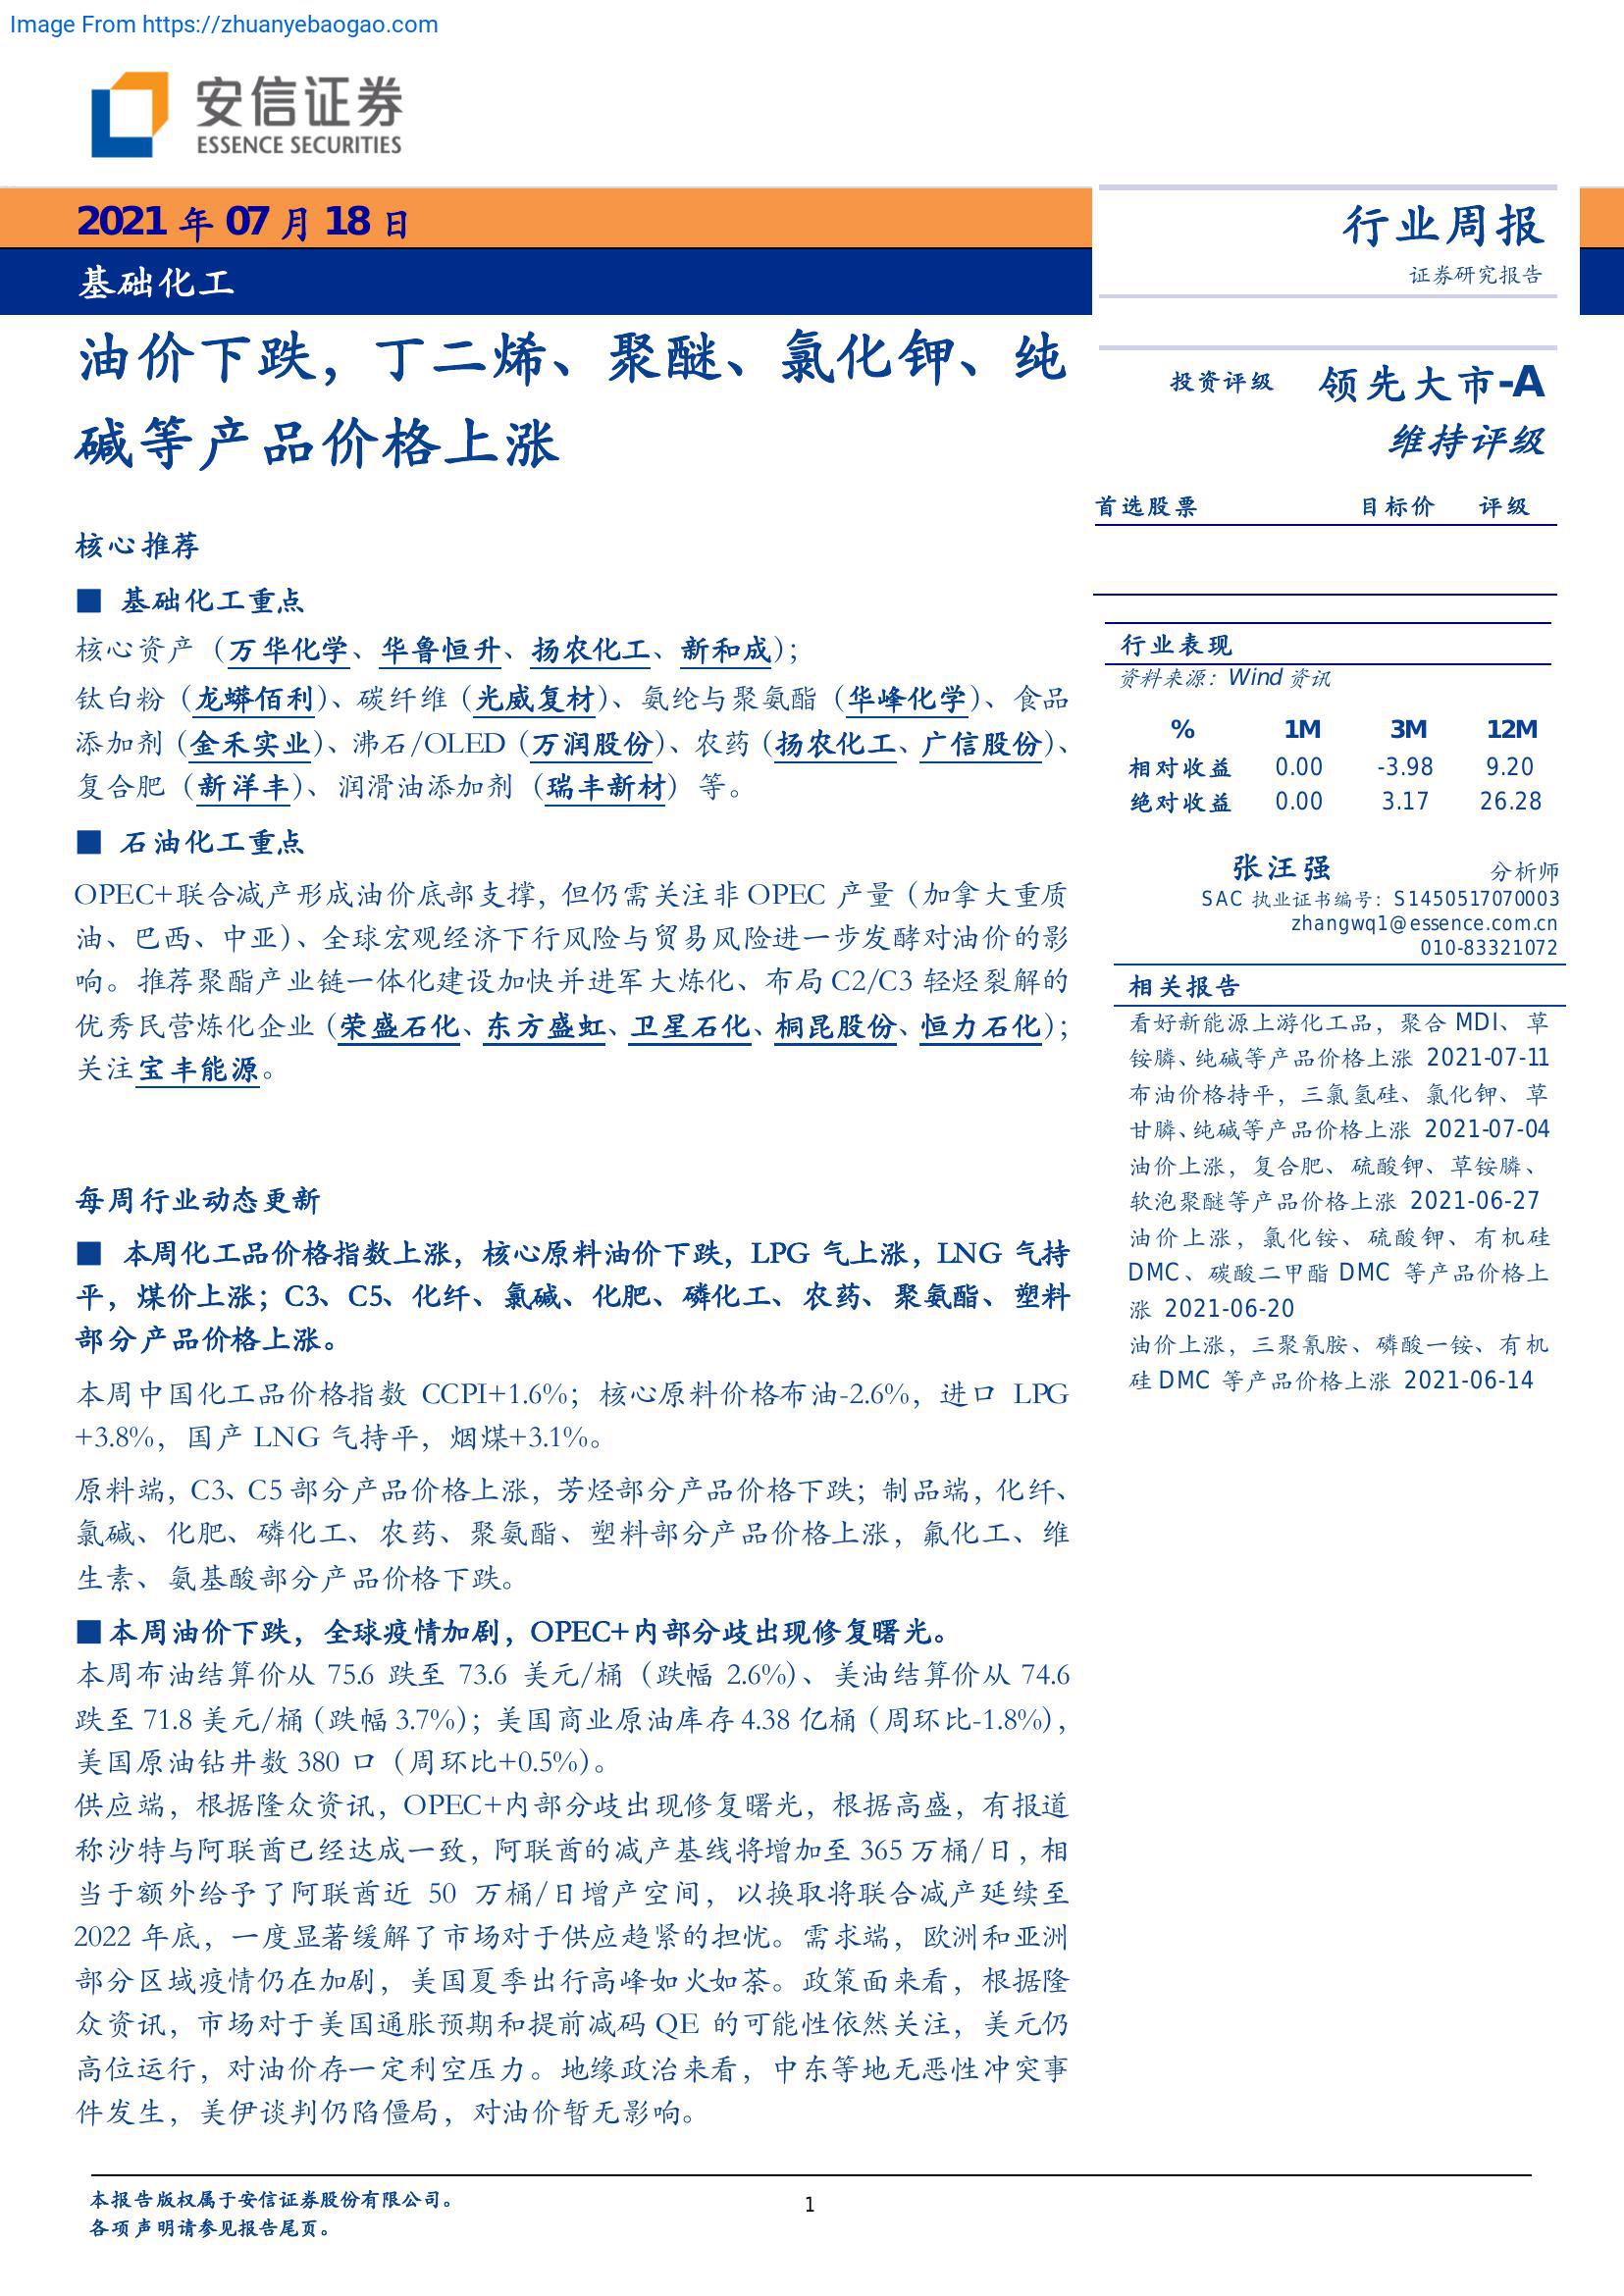 Image From https://zhuanyebaogao.com
安信证券
ESSENCE SECURITIES
2021 年 07 月 18 日
基础化工
行业周报
证券研究报告
油价下跌，丁二烯、聚醚、氯化钾、纯
碱等产品价格上涨
核心推荐
■ 基础化工重点
核心资产（万华化学、华鲁恒升、扬农化工、新和成）；
钛白粉（龙蟒佰利）、碳纤维（光威复材）、氨纶与聚氨酯（华峰化学）、食品
添加剂（金禾实业）、沸石/OLED（万润股份）、农药（扬农化工、广信股份）、
复合肥（新洋丰）、润滑油添加剂（瑞丰新材）等。
■ 石油化工重点
OPEC+联合减产形成油价底部支撑，但仍需关注非 OPEC 产量（加拿大重质
油、巴西、中亚）、全球宏观经济下行风险与贸易风险进一步发酵对油价的影
响。推荐聚酯产业链一体化建设加快并进军大炼化、布局 C2/C3 轻烃裂解的
优秀民营炼化企业（荣盛石化、东方盛虹、卫星石化、桐昆股份、恒力石化）；
关注宝丰能源。
每周行业动态更新
■ 本周化工品价格指数上涨，核心原料油价下跌，LPG 气上涨，LNG 气持
平，煤价上涨；C3、C5、化纤、氯碱、化肥、磷化工、农药、聚氨酯、塑料
部分产品价格上涨。
本周中国化工品价格指数 CCPI+1.6%；核心原料价格布油-2.6%，进口 LPG
+3.8%，国产 LNG 气持平，烟煤+3.1%。
原料端，C3、C5 部分产品价格上涨，芳烃部分产品价格下跌；制品端，化纤、
氯碱、化肥、磷化工、农药、聚氨酯、塑料部分产品价格上涨，氟化工、维
生素、氨基酸部分产品价格下跌。
■ 本周油价下跌，全球疫情加剧，OPEC+内部分歧出现修复曙光。
本周布油结算价从 75.6 跌至 73.6 美元/桶（跌幅 2.6%）、美油结算价从 74.6
跌至 71.8 美元/桶（跌幅 3.7%）；美国商业原油库存 4.38 亿桶（周环比-1.8%），
美国原油钻井数 380 口（周环比+0.5%）。
供应端，根据隆众资讯，OPEC+内部分歧出现修复曙光，根据高盛，有报道
称沙特与阿联酋已经达成一致，阿联酋的减产基线将增加至 365 万桶/日，相
当于额外给予了阿联酋近 50 万桶/日增产空间，以换取将联合减产延续至
2022 年底，一度显著缓解了市场对于供应趋紧的担忧。需求端，欧洲和亚洲
部分区域疫情仍在加剧，美国夏季出行高峰如火如荼。政策面来看，根据隆
众资讯，市场对于美国通胀预期和提前减码 QE 的可能性依然关注，美元仍
高位运行，对油价存一定利空压力。地缘政治来看，中东等地无恶性冲突事
件发生，美伊谈判仍陷僵局，对油价暂无影响。
投资评级 领先大市-A
维持评级
首选股票 目标价 评级
行业表现
资料来源：Wind 资讯
% 1M 3M 12M
相对收益 0.00 -3.98 9.20
绝对收益 0.00 3.17 26.28
张汪强 分析师
SAC 执业证书编号：S1450517070003
zhangwq1@essence.com.cn
010-83321072
相关报告
看好新能源上游化工品，聚合 MDI、草
铵膦、纯碱等产品价格上涨 2021-07-11
布油价格持平，三氯氢硅、氯化钾、草
甘膦、纯碱等产品价格上涨 2021-07-04
油价上涨，复合肥、硫酸钾、草铵膦、
软泡聚醚等产品价格上涨 2021-06-27
油价上涨，氯化铵、硫酸钾、有机硅
DMC、碳酸二甲酯 DMC 等产品价格上
涨 2021-06-20
油价上涨，三聚氰胺、磷酸一铵、有机
硅 DMC 等产品价格上涨 2021-06-14
本报告版权属于安信证券股份有限公司。
各项声明请参见报告尾页。
1